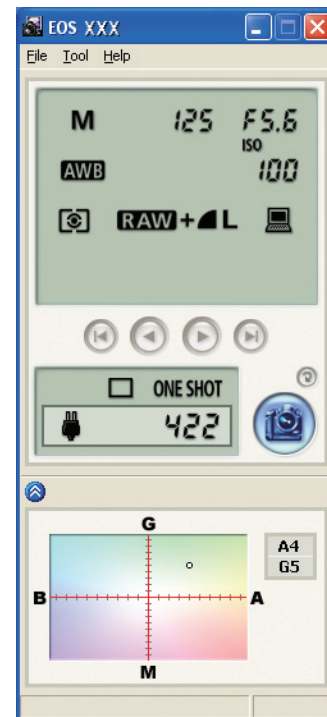 EOS XXX
File Tool Help
M 125 F5.6
ISO
AWB 100
RAW+ L
ONE SHOT
422
G
A4
G5
B A
M